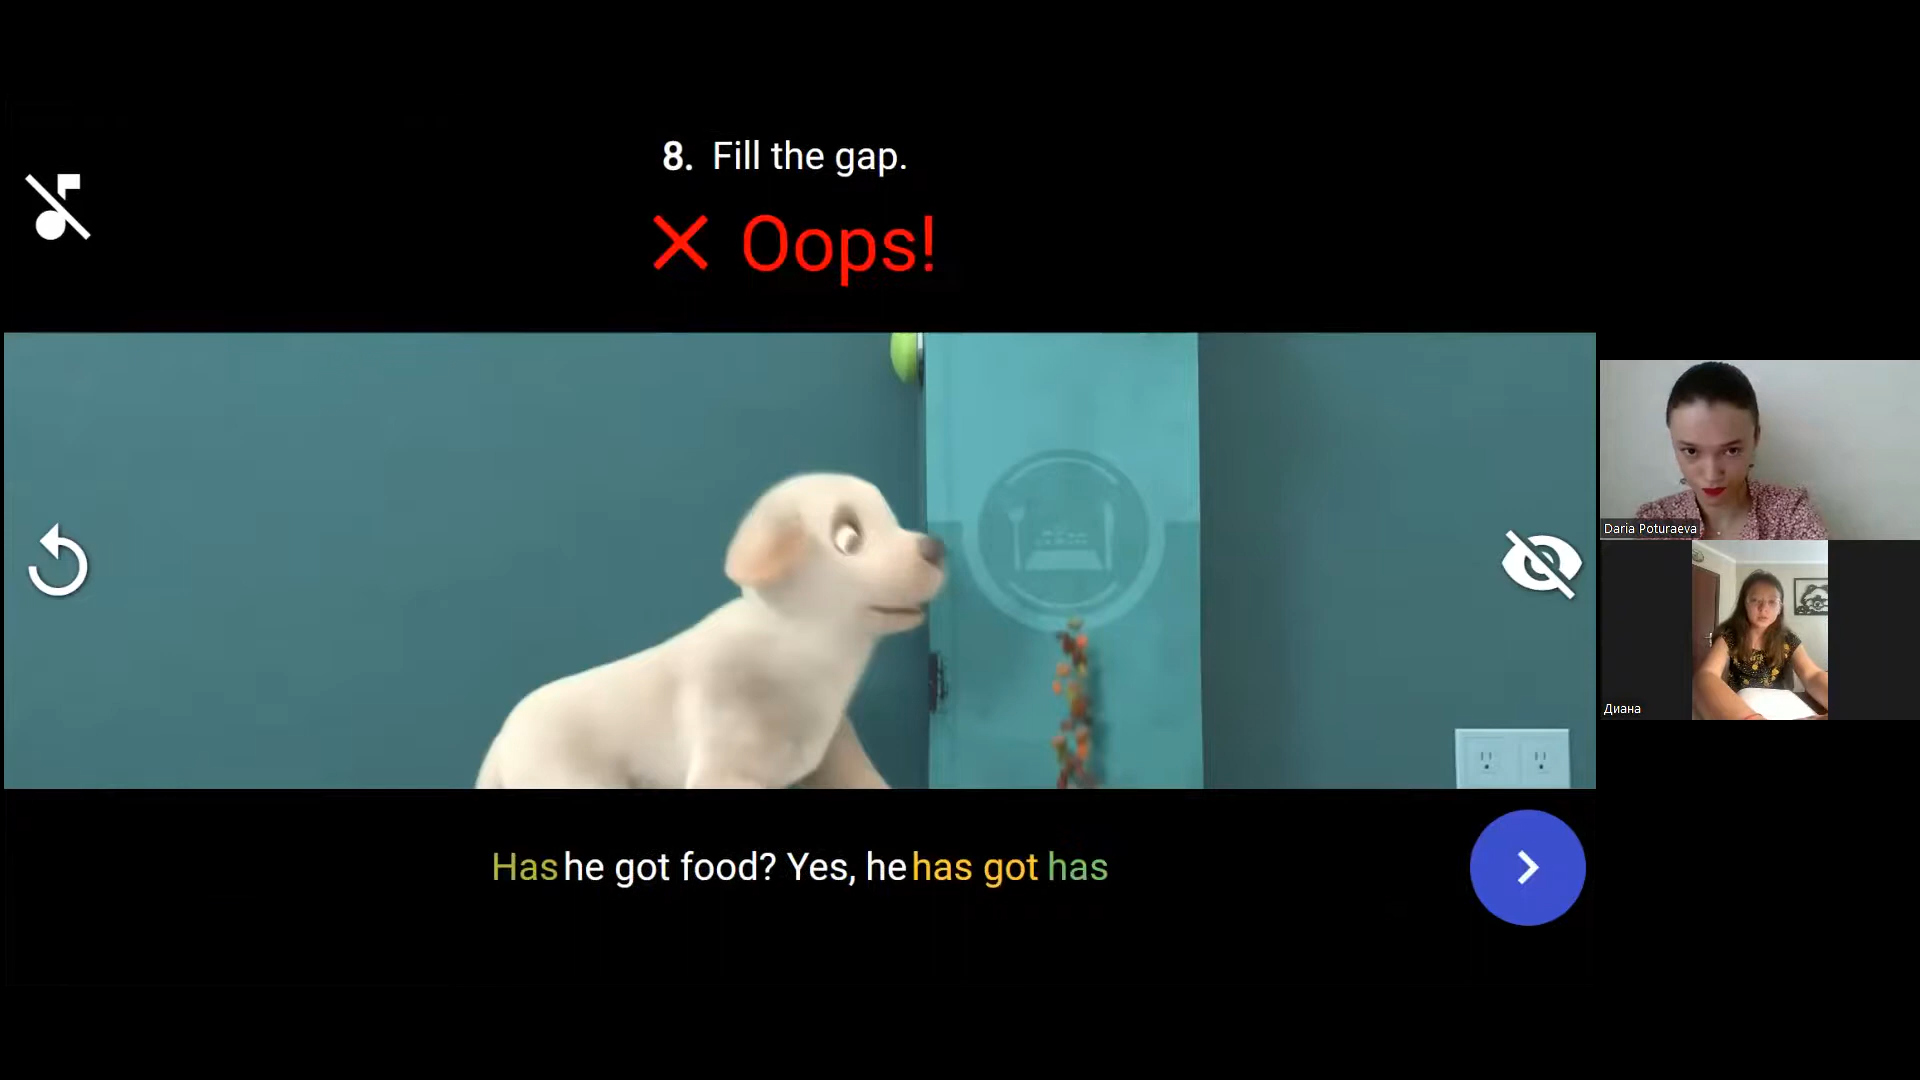 8. Fill the gap.
Oops!
Has he got food? Yes, he has got has
Daria Poturaeva
Диана